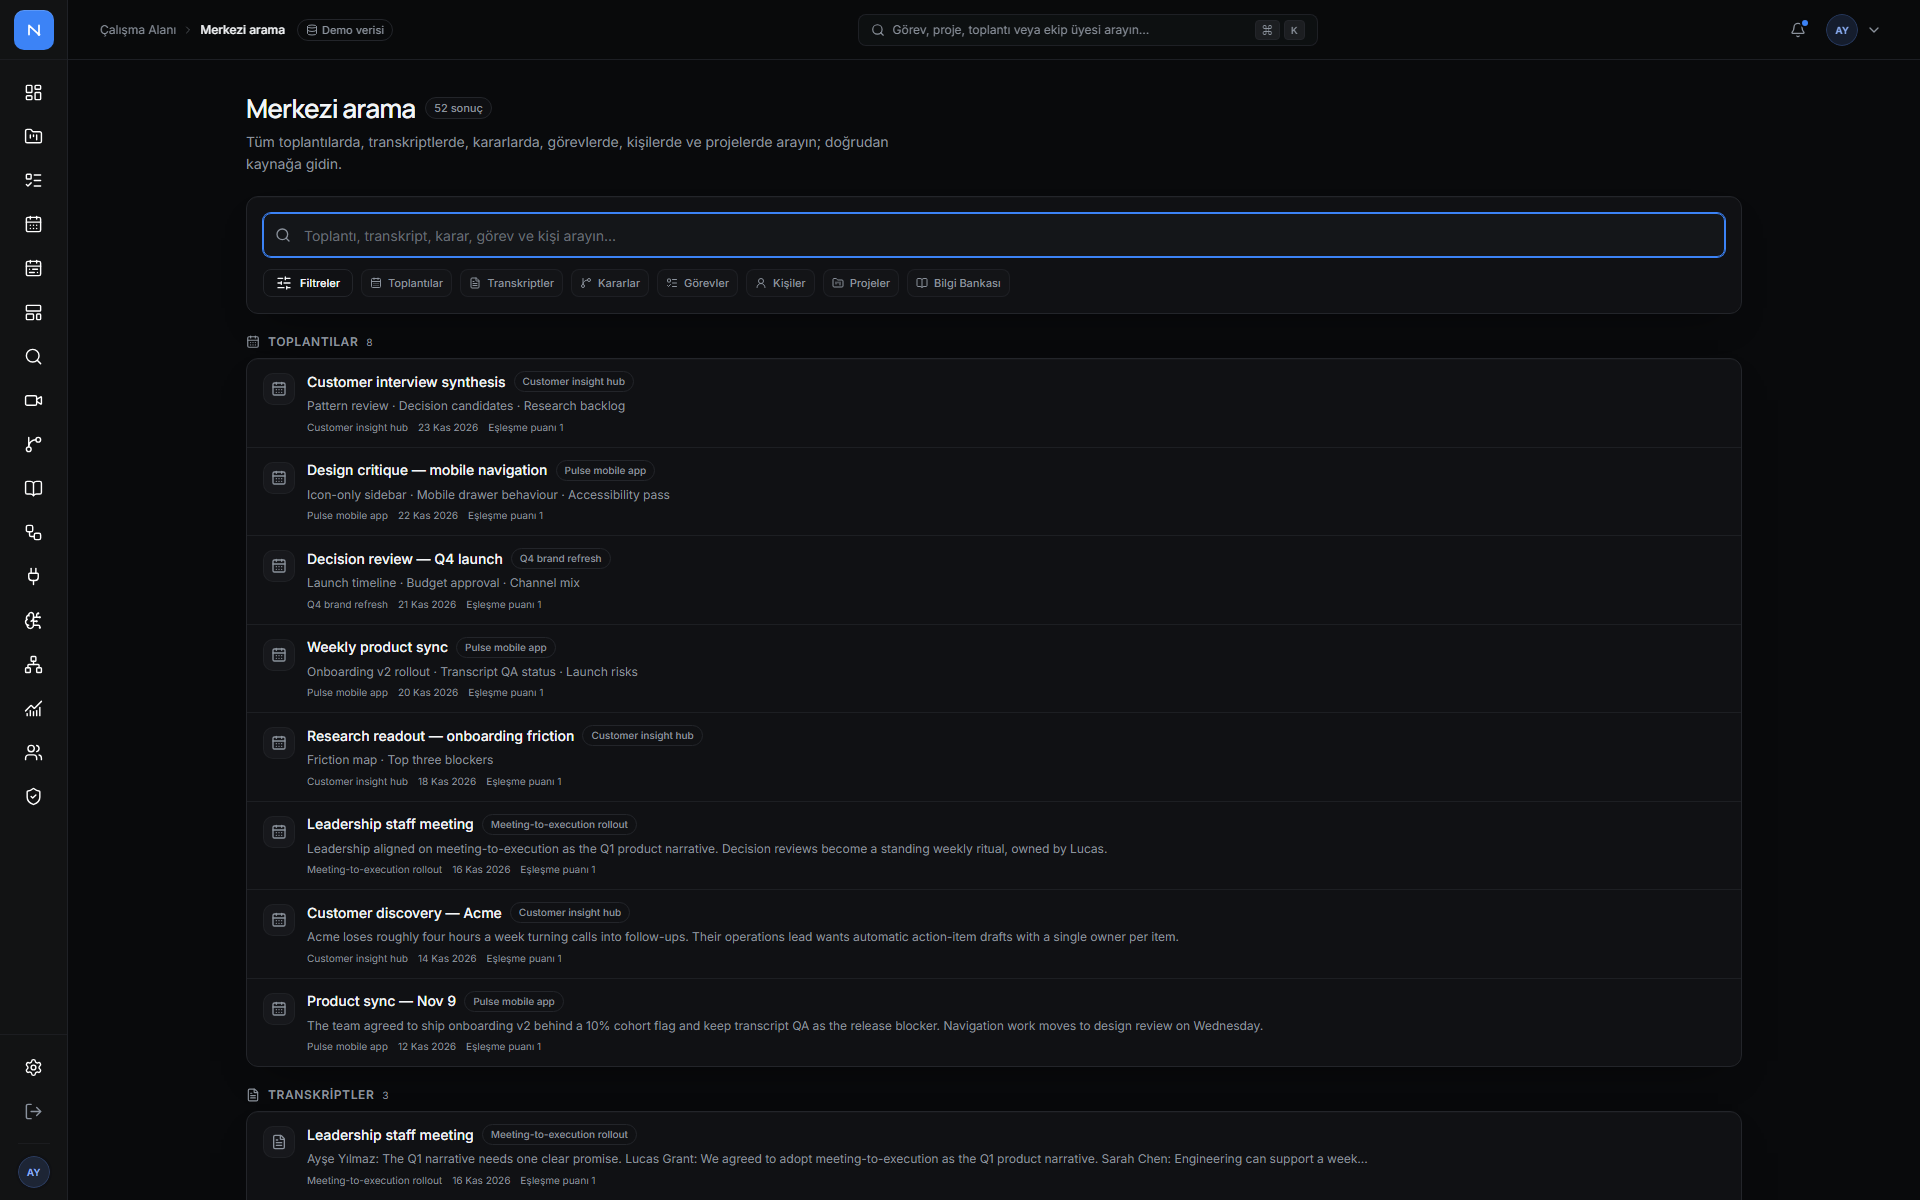 N
Çalışma Alanı
Merkezi arama
Demo verisi
Görev, proje, toplantı veya ekip üyesi arayın...
⌘ K
AY
Merkezi arama
52 sonuç
Tüm toplantılarda, transkriptlerde, kararlarda, görevlerde, kişilerde ve projelerde arayın; doğrudan
kaynağa gidin.
Toplantı, transkript, karar, görev ve kişi arayın...
Filtreler
Toplantılar
Transkriptler
Kararlar
Görevler
Kişiler
Projeler
Bilgi Bankası
TOPLANTILAR 8
Customer interview synthesis Customer insight hub
Pattern review · Decision candidates · Research backlog
Customer insight hub 23 Kas 2026 Eşleşme puanı 1
Design critique — mobile navigation Pulse mobile app
Icon-only sidebar · Mobile drawer behaviour · Accessibility pass
Pulse mobile app 22 Kas 2026 Eşleşme puanı 1
Decision review — Q4 launch Q4 brand refresh
Launch timeline · Budget approval · Channel mix
Q4 brand refresh 21 Kas 2026 Eşleşme puanı 1
Weekly product sync Pulse mobile app
Onboarding v2 rollout · Transcript QA status · Launch risks
Pulse mobile app 20 Kas 2026 Eşleşme puanı 1
Research readout — onboarding friction Customer insight hub
Friction map · Top three blockers
Customer insight hub 18 Kas 2026 Eşleşme puanı 1
Leadership staff meeting Meeting-to-execution rollout
Leadership aligned on meeting-to-execution as the Q1 product narrative. Decision reviews become a standing weekly ritual, owned by Lucas.
Meeting-to-execution rollout 16 Kas 2026 Eşleşme puanı 1
Customer discovery — Acme Customer insight hub
Acme loses roughly four hours a week turning calls into follow-ups. Their operations lead wants automatic action-item drafts with a single owner per item.
Customer insight hub 14 Kas 2026 Eşleşme puanı 1
Product sync — Nov 9 Pulse mobile app
The team agreed to ship onboarding v2 behind a 10% cohort flag and keep transcript QA as the release blocker. Navigation work moves to design review on Wednesday.
Pulse mobile app 12 Kas 2026 Eşleşme puanı 1
TRANSKRİPTLER 3
Leadership staff meeting Meeting-to-execution rollout
Ayşe Yılmaz: The Q1 narrative needs one clear promise. Lucas Grant: We agreed to adopt meeting-to-execution as the Q1 product narrative. Sarah Chen: Engineering can support a week...
Meeting-to-execution rollout 16 Kas 2026 Eşleşme puanı 1
AY